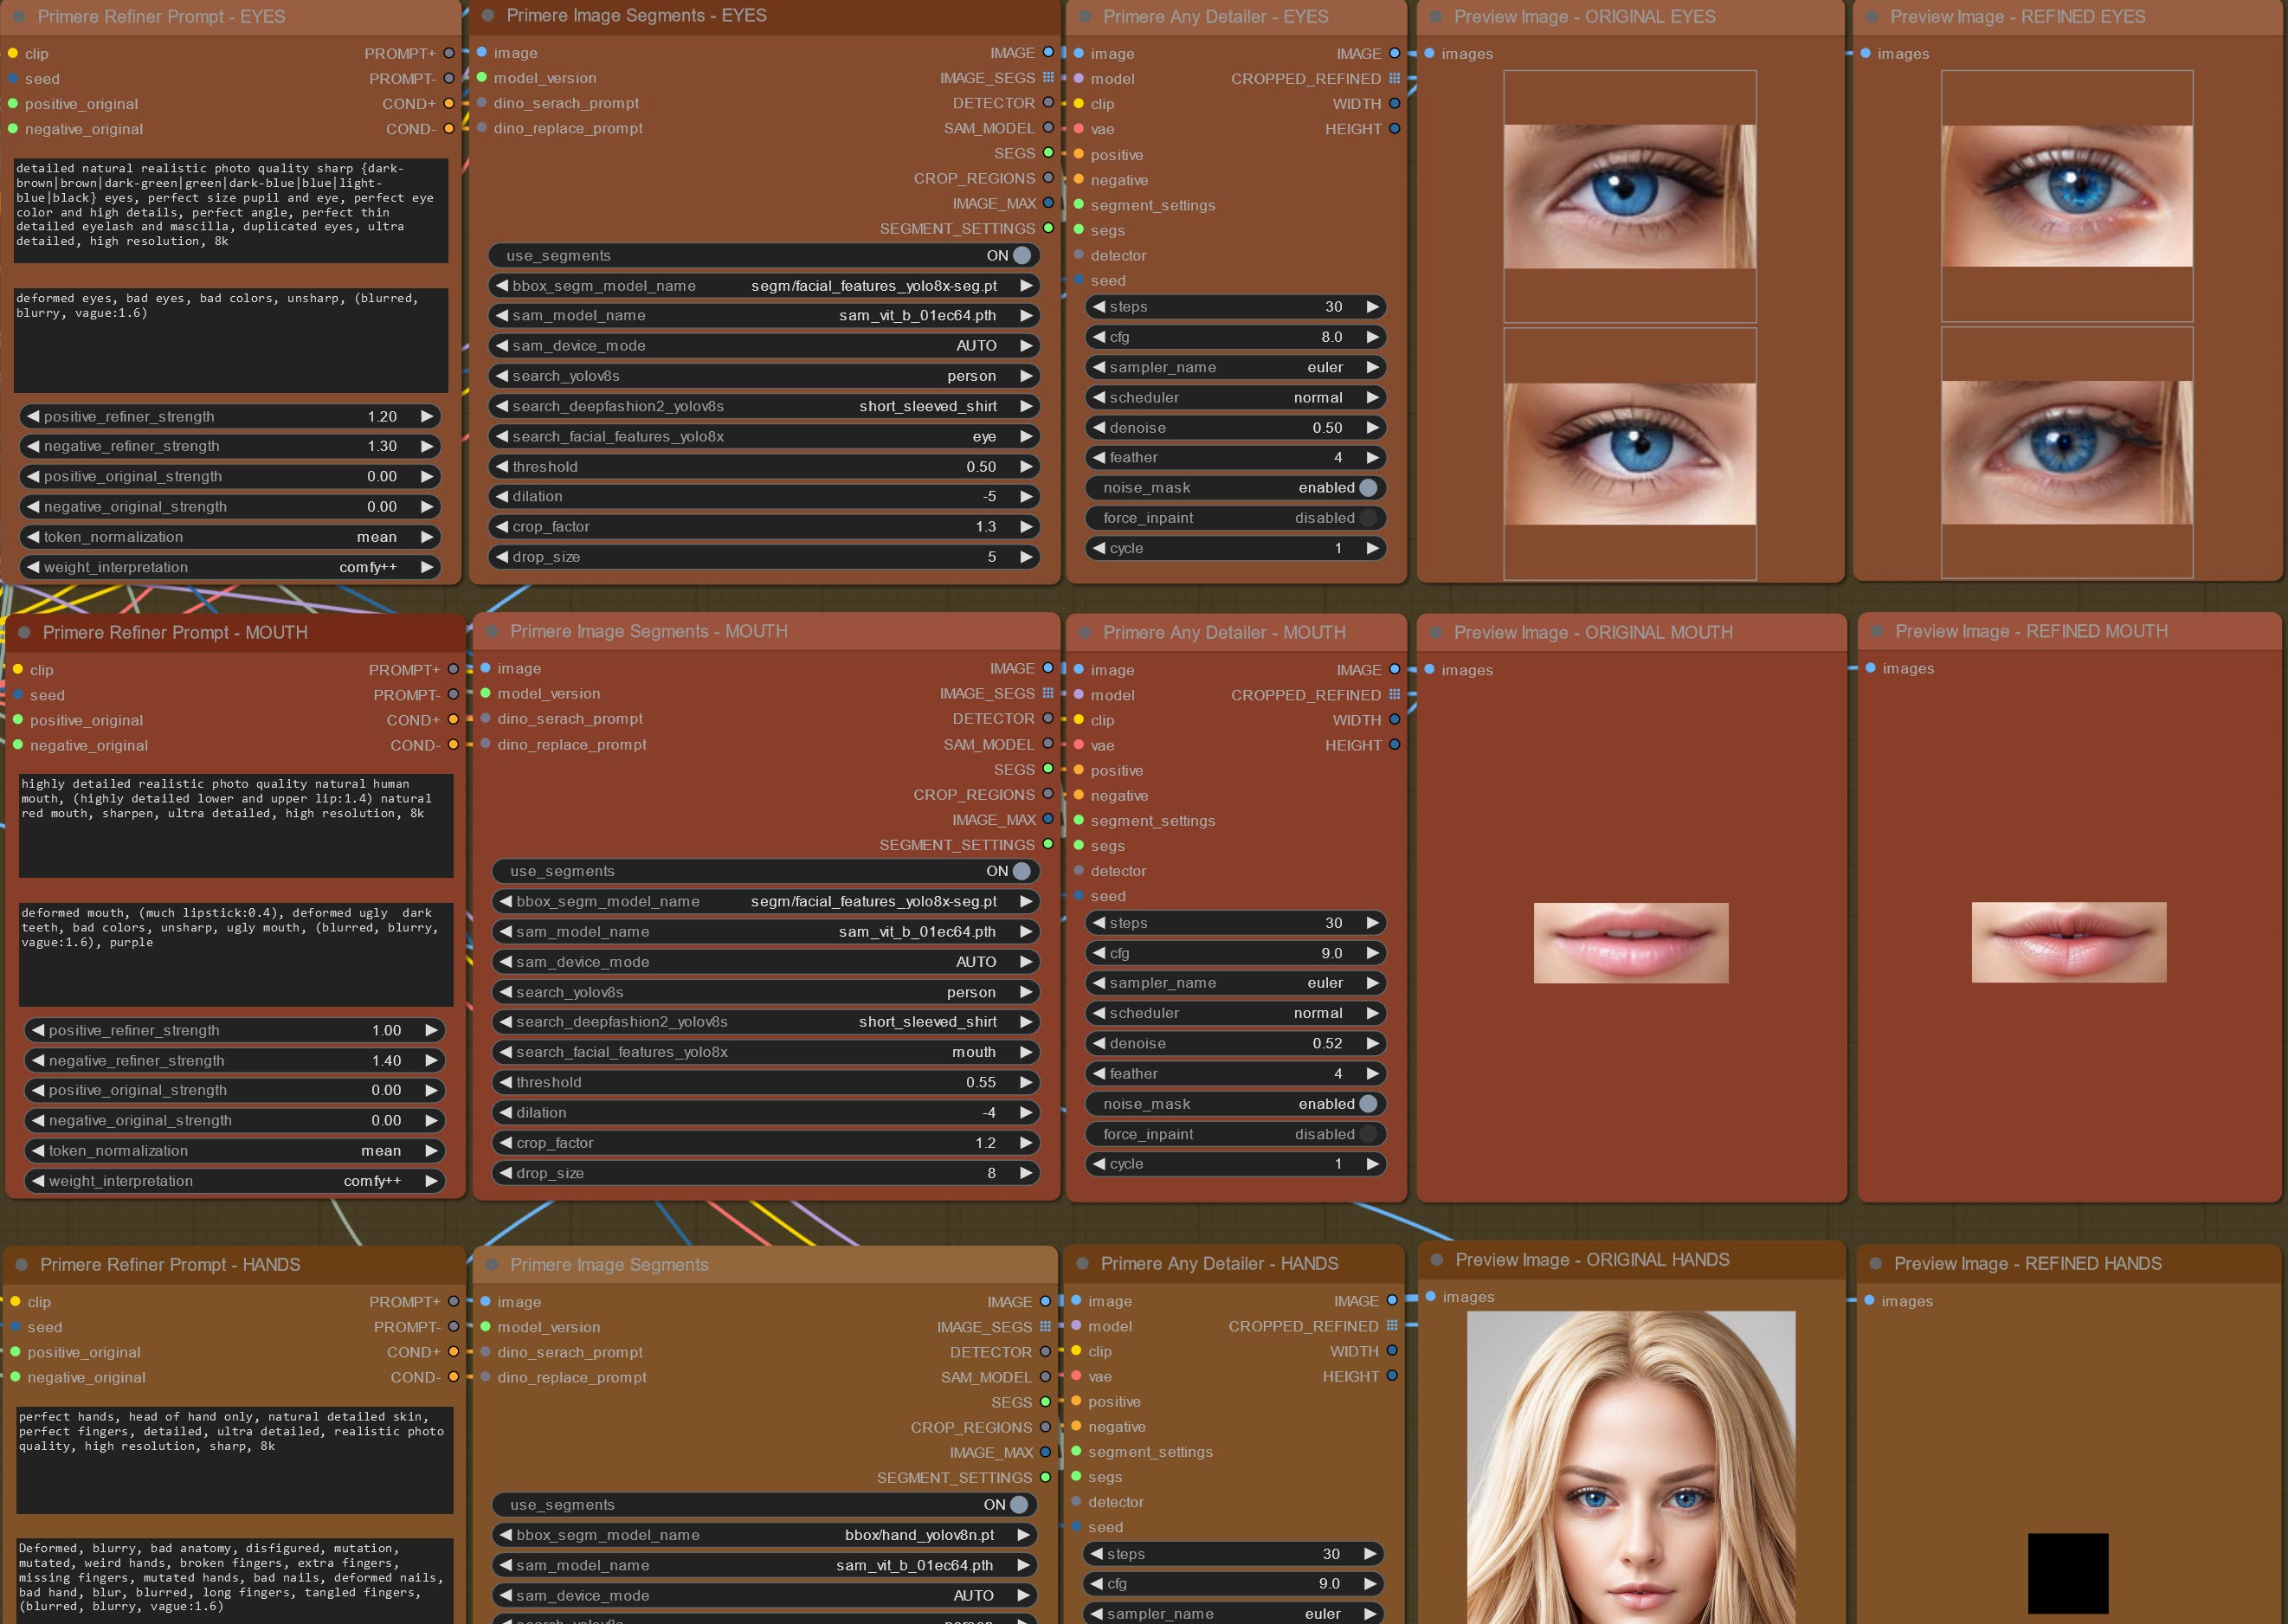 Primere Refiner Prompt - EYES
clip PROMPT+
seed PROMPT-
positive_original COND+
negative_original COND-
detailed natural realistic photo quality sharp {dark-
brown|brown|dark-green|green|dark-blue|blue|light-
blue|black} eyes, perfect size pupil and eye, perfect eye
color and high details, perfect angle, perfect thin
detailed eyelash and mascilla, duplicated eyes, ultra
detailed, high resolution, 8k
deformed eyes, bad eyes, bad colors, unsharp, (blurred,
blurry, vague:1.6)
positive_refiner_strength 1.20
negative_refiner_strength 1.30
positive_original_strength 0.00
negative_original_strength 0.00
token_normalization mean
weight_interpretation comfy++
Primere Image Segments - EYES
image IMAGE
model_version IMAGE_SEGS
dino_serach_prompt DETECTOR
dino_replace_prompt SAM_MODEL
SEGS
CROP_REGIONS
IMAGE_MAX
SEGMENT_SETTINGS
use_segments ON
bbox_segm_model_name segm/facial_features_yolo8x-seg.pt
sam_model_name sam_vit_b_01ec64.pth
sam_device_mode AUTO
search_yolov8s person
search_deepfashion2_yolov8s short_sleeved_shirt
search_facial_features_yolo8x eye
threshold 0.50
dilation -5
crop_factor 1.3
drop_size 5
Primere Any Detailer - EYES
image IMAGE
model CROPPED_REFINED
clip WIDTH
vae HEIGHT
positive
negative
segment_settings
segs
detector
seed
steps 30
cfg 8.0
sampler_name euler
scheduler normal
denoise 0.50
feather 4
noise_mask enabled
force_inpaint disabled
cycle 1
Preview Image - ORIGINAL EYES
images
Preview Image - REFINED EYES
images
Primere Refiner Prompt - MOUTH
clip PROMPT+
seed PROMPT-
positive_original COND+
negative_original COND-
highly detailed realistic photo quality natural human
mouth, (highly detailed lower and upper lip:1.4) natural
red mouth, sharpen, ultra detailed, high resolution, 8k
deformed mouth, (much lipstick:0.4), deformed ugly  dark
teeth, bad colors, unsharp, ugly mouth, (blurred, blurry,
vague:1.6), purple
positive_refiner_strength 1.00
negative_refiner_strength 1.40
positive_original_strength 0.00
negative_original_strength 0.00
token_normalization mean
weight_interpretation comfy++
Primere Image Segments - MOUTH
image IMAGE
model_version IMAGE_SEGS
dino_serach_prompt DETECTOR
dino_replace_prompt SAM_MODEL
SEGS
CROP_REGIONS
IMAGE_MAX
SEGMENT_SETTINGS
use_segments ON
bbox_segm_model_name segm/facial_features_yolo8x-seg.pt
sam_model_name sam_vit_b_01ec64.pth
sam_device_mode AUTO
search_yolov8s person
search_deepfashion2_yolov8s short_sleeved_shirt
search_facial_features_yolo8x mouth
threshold 0.55
dilation -4
crop_factor 1.2
drop_size 8
Primere Any Detailer - MOUTH
image IMAGE
model CROPPED_REFINED
clip WIDTH
vae HEIGHT
positive
negative
segment_settings
segs
detector
seed
steps 30
cfg 9.0
sampler_name euler
scheduler normal
denoise 0.52
feather 4
noise_mask enabled
force_inpaint disabled
cycle 1
Preview Image - ORIGINAL MOUTH
images
Preview Image - REFINED MOUTH
images
Primere Refiner Prompt - HANDS
clip PROMPT+
seed PROMPT-
positive_original COND+
negative_original COND-
perfect hands, head of hand only, natural detailed skin,
perfect fingers, detailed, ultra detailed, realistic photo
quality, high resolution, sharp, 8k
Deformed, blurry, bad anatomy, disfigured, mutation,
mutated, weird hands, broken fingers, extra fingers,
missing fingers, mutated hands, bad nails, deformed nails,
bad hand, blur, blurred, long fingers, tangled fingers,
(blurred, blurry, vague:1.6)
Primere Image Segments
image IMAGE
model_version IMAGE_SEGS
dino_serach_prompt DETECTOR
dino_replace_prompt SAM_MODEL
SEGS
CROP_REGIONS
IMAGE_MAX
SEGMENT_SETTINGS
use_segments ON
bbox_segm_model_name bbox/hand_yolov8n.pt
sam_model_name sam_vit_b_01ec64.pth
sam_device_mode AUTO
Primere Any Detailer - HANDS
image IMAGE
model CROPPED_REFINED
clip WIDTH
vae HEIGHT
positive
negative
segment_settings
segs
detector
seed
steps 30
cfg 9.0
sampler_name euler
Preview Image - ORIGINAL HANDS
images
Preview Image - REFINED HANDS
images